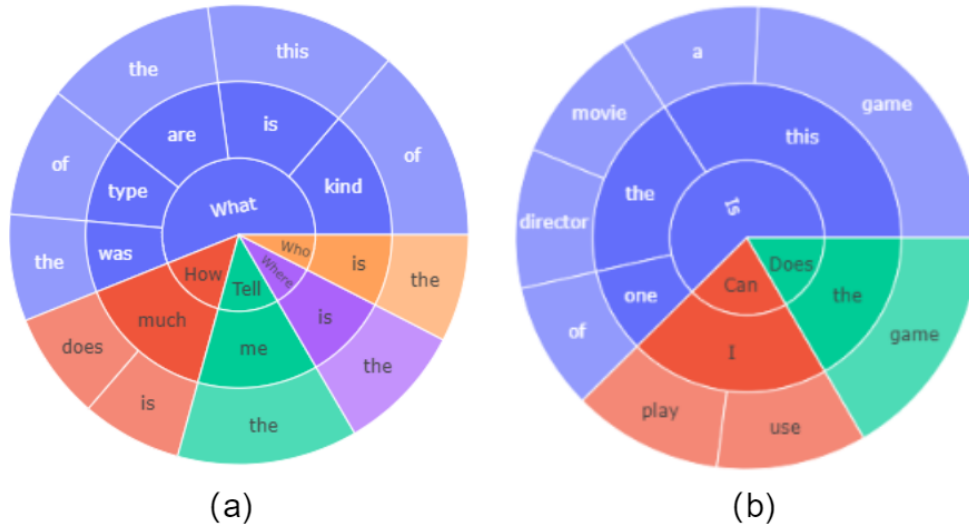 the
this
of
of
the
are
is
kind
type
was
What
Who
is
the
Where
is
the
How
much
does
is
Tell
me
the
a
game
movie
director
of
this
the
one
Is
Does
the
game
Can
I
play
use
(a)
(b)